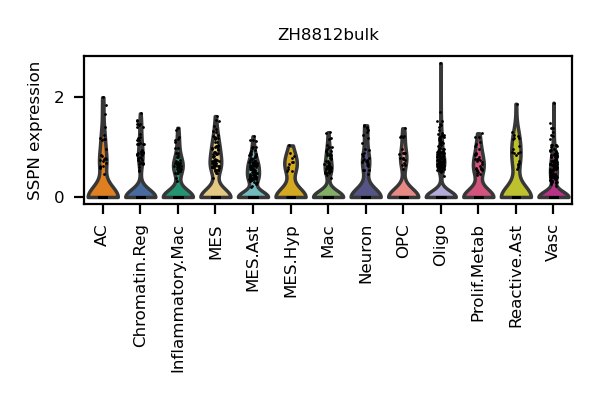 ZH8812bulk
SSPN expression
2
0
AC
Chromatin.Reg
Inflammatory.Mac
MES
MES.Ast
MES.Hyp
Mac
Neuron
OPC
Oligo
Prolif.Metab
Reactive.Ast
Vasc